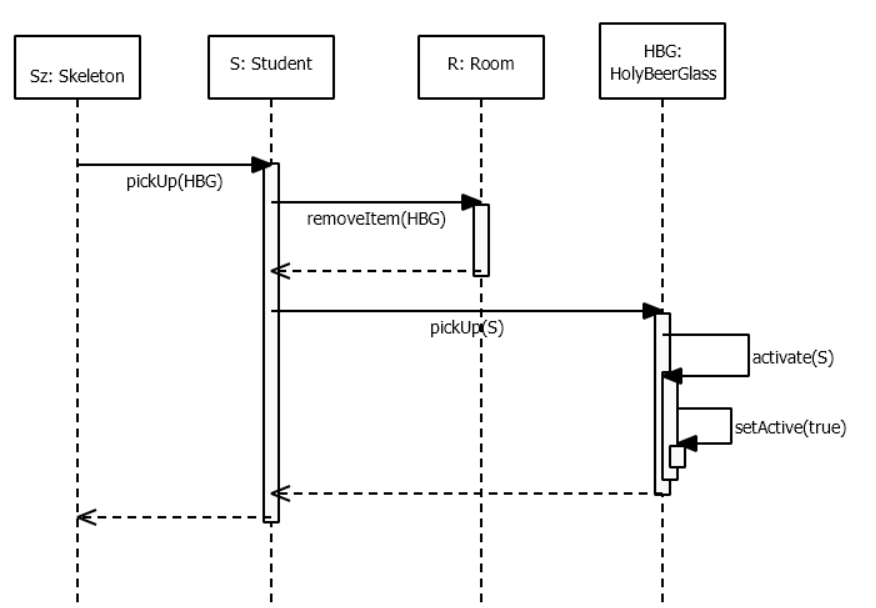 Sz: Skeleton
S: Student
R: Room
HBG:
HolyBeerGlass
pickUp(HBG)
removeItem(HBG)
pickUp(S)
activate(S)
setActive(true)